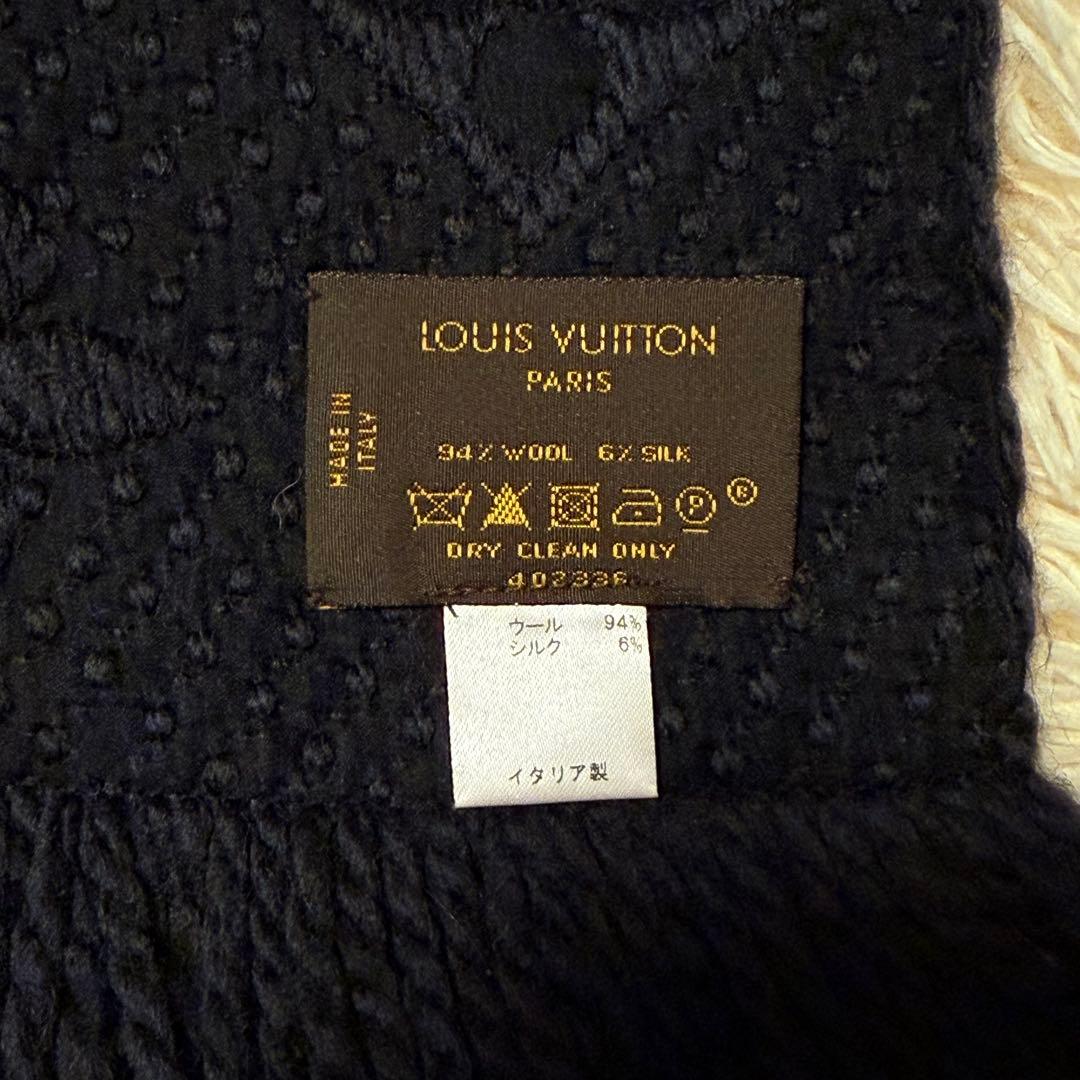 LOUIS VUITTON
PARIS
MADE IN
ITALY
94% WOOL 6% SILK
P
®
DRY CLEAN ONLY
ウール 94%
シルク 6%
イタリア製